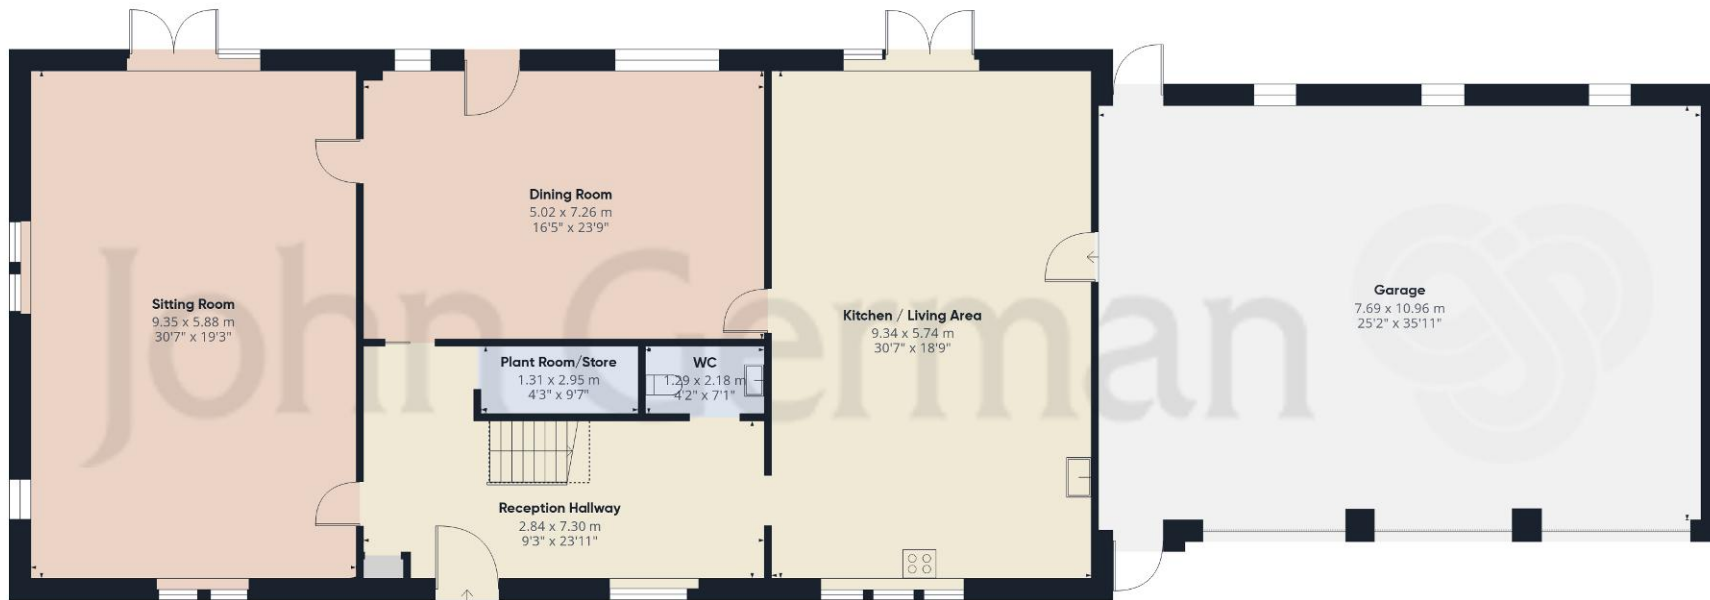 John German
Sitting Room
9.35 x 5.88 m
30'7" x 19'3"
Dining Room
5.02 x 7.26 m
16'5" x 23'9"
Plant Room/Store
1.31 x 2.95 m
4'3" x 9'7"
WC
1.29 x 2.18 m
4'2" x 7'1"
Reception Hallway
2.84 x 7.30 m
9'3" x 23'11"
Kitchen / Living Area
9.34 x 5.74 m
30'7" x 18'9"
Garage
7.69 x 10.96 m
25'2" x 35'11"